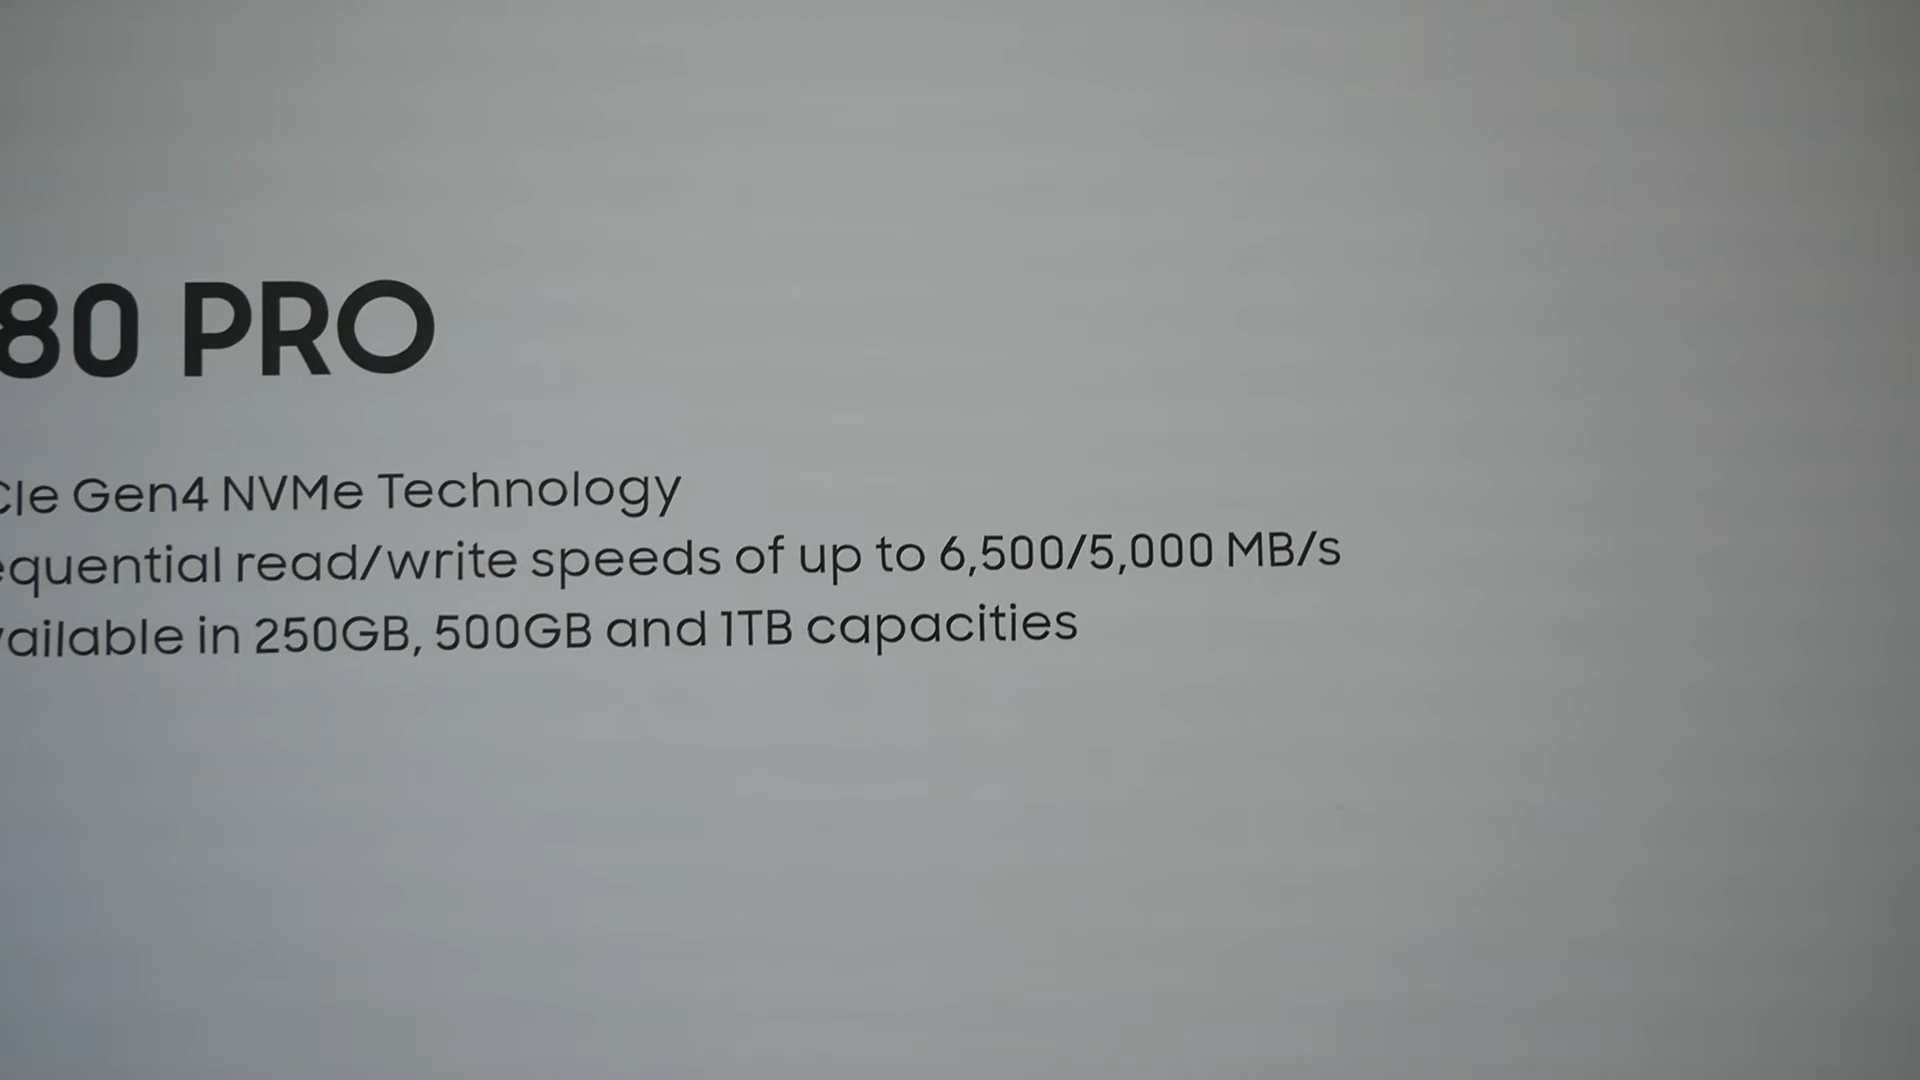 80 PRO
Cle Gen4 NVMe Technology
equential read/write speeds of up to 6,500/5,000 MB/s
vailable in 250GB, 500GB and 1TB capacities